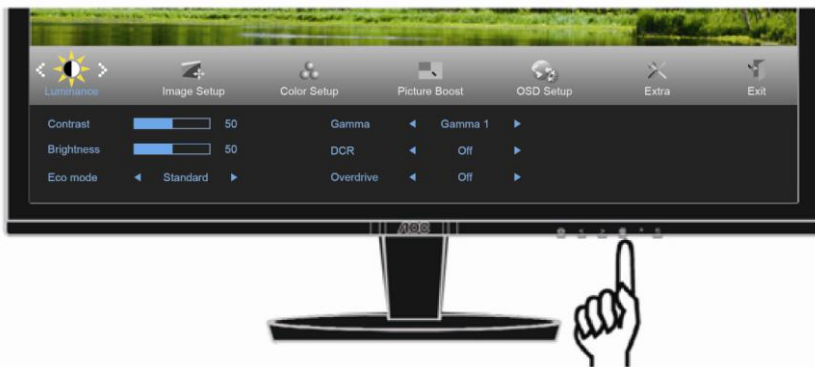 Luminance Image Setup Color Setup Picture Boost OSD Setup Extra Exit
Contrast 50 Gamma Gamma 1
Brightness 50 DCR Off
Eco mode Standard Overdrive Off
AOC